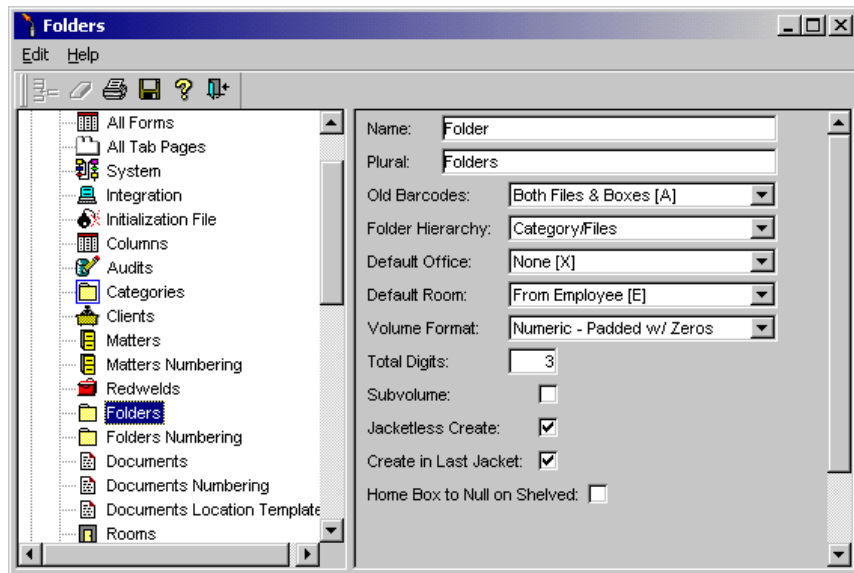 Folders
Edit Help
All Forms
All Tab Pages
System
Integration
Initialization File
Columns
Audits
Categories
Clients
Matters
Matters Numbering
Redwelds
Folders
Folders Numbering
Documents
Documents Numbering
Documents Location Template
Rooms
Name: Folder
Plural: Folders
Old Barcodes: Both Files & Boxes [A]
Folder Hierarchy: Category/Files
Default Office: None [X]
Default Room: From Employee [E]
Volume Format: Numeric - Padded w/ Zeros
Total Digits: 3
Subvolume:
Jacketless Create:
Create in Last Jacket:
Home Box to Null on Shelved: